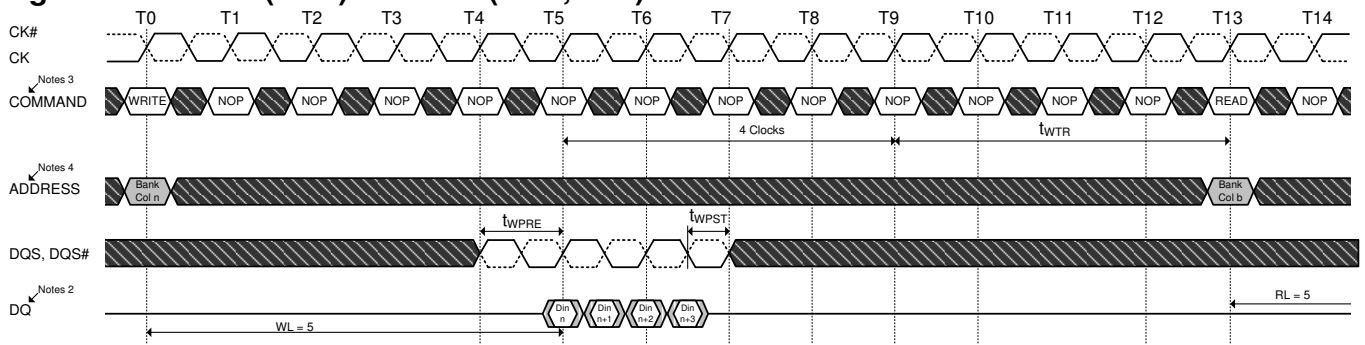 T0 T1 T2 T3 T4 T5 T6 T7 T8 T9 T10 T11 T12 T13 T14
CK#
CK
Notes 3
COMMAND WRITE NOP NOP NOP NOP NOP NOP NOP NOP NOP NOP NOP NOP READ NOP
4 Clocks tWTR
Notes 4
ADDRESS
Bank Bank
Col n Col b
tWPRE tWPST
DQS, DQS#
Notes 2
DQ
Din Din Din Din
n n+1 n+2 n+3
RL = 5
WL = 5